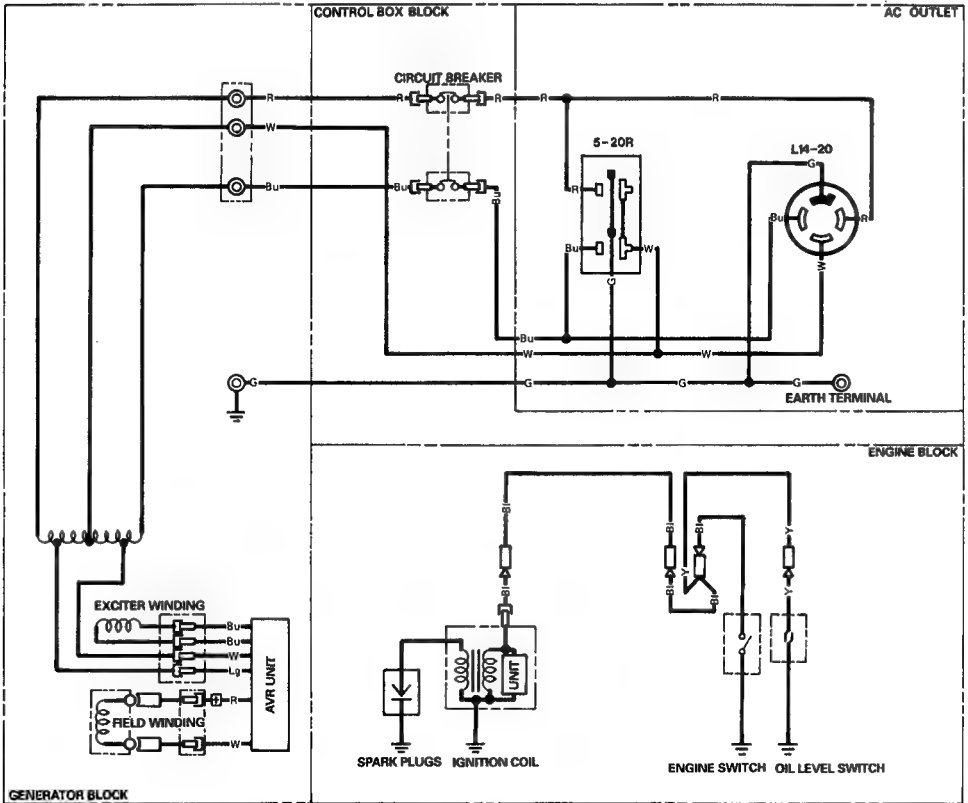 CONTROL BOX BLOCK
AC OUTLET
CIRCUIT BREAKER
R
R
R
R
R
W
5-20R
L14-20
G
Bu
Bu
Bu
R
Bu
R
Bu
W
W
G
Bu
W
W
G
G
G
G
EARTH TERMINAL
ENGINE BLOCK
Bl
Bl
Bl
Y
Y
Bl
Y
Bl
EXCITER WINDING
Bu
Bu
W
Lg
R
W
AVR UNIT
FIELD WINDING
UNIT
SPARK PLUGS
IGNITION COIL
ENGINE SWITCH
OIL LEVEL SWITCH
GENERATOR BLOCK